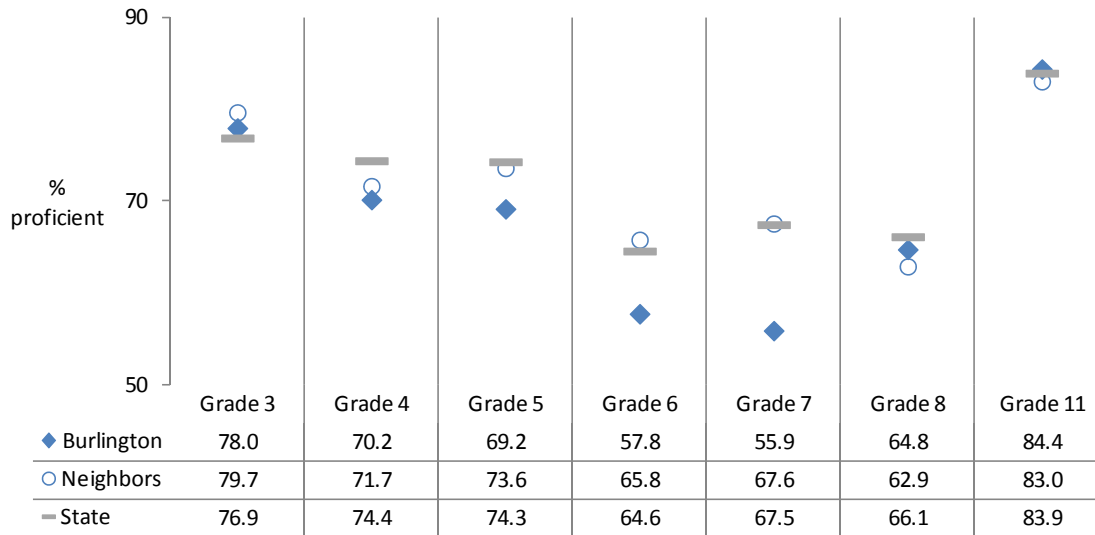 90
70
%
proficient
50
Grade 3 Grade 4 Grade 5 Grade 6 Grade 7 Grade 8 Grade 11
Burlington 78.0 70.2 69.2 57.8 55.9 64.8 84.4
Neighbors 79.7 71.7 73.6 65.8 67.6 62.9 83.0
State 76.9 74.4 74.3 64.6 67.5 66.1 83.9